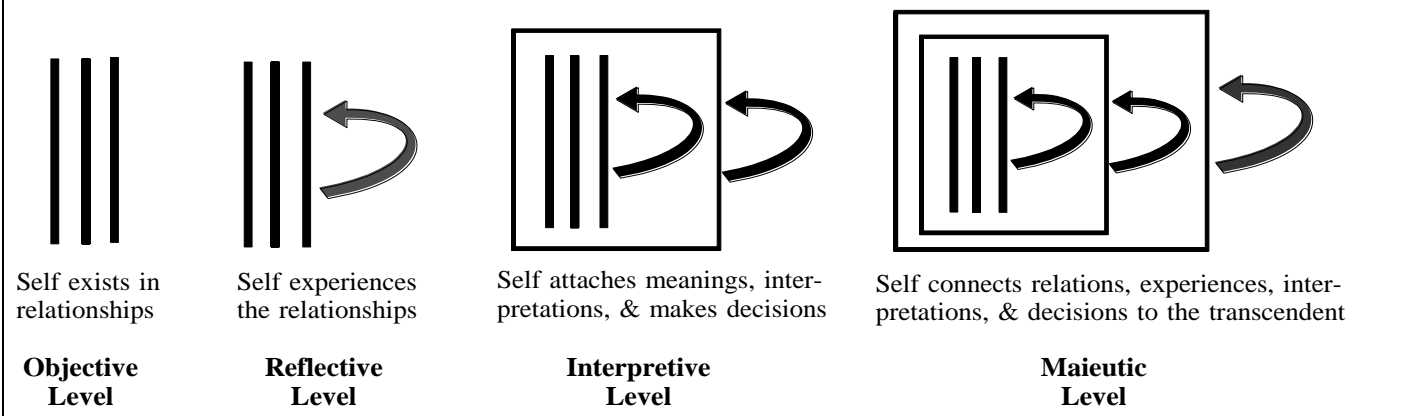 Self exists in
relationships
Self experiences
the relationships
Self attaches meanings, inter-
pretations, & makes decisions
Self connects relations, experiences, inter-
pretations, & decisions to the transcendent
Objective
Level
Reflective
Level
Interpretive
Level
Maieutic
Level